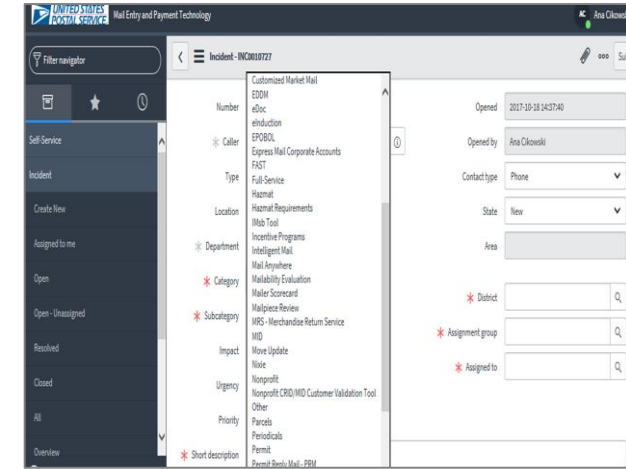 UNITED STATES
POSTAL SERVICE
Mail Entry and Payment Technology
AC
Ana Cikowsk
Filter navigator
Incident - INC0010727
Su
Self-Service
Incident
Create New
Assigned to me
Open
Open - Unassigned
Resolved
Closed
All
Overview
Number
Caller
Type
Location
Department
Category
Subcategory
Impact
Urgency
Priority
Short description
Customized Market Mail
EDDM
eDoc
eInduction
EPOBOL
Express Mail Corporate Accounts
FAST
Full-Service
Hazmat
Hazmat Requirements
IMsb Tool
Incentive Programs
Intelligent Mail
Mail Anywhere
Mailability Evaluation
Mailer Scorecard
Mailpiece Review
MRS - Merchandise Return Service
MID
Move Update
Nixie
Nonprofit
Nonprofit CRID/MID Customer Validation Tool
Other
Parcels
Periodicals
Permit
Permit Reply Mail - PRM
Opened
2017-10-18 14:37:40
Opened by
Ana Cikowski
Contact type
Phone
State
New
Area
District
Assignment group
Assigned to